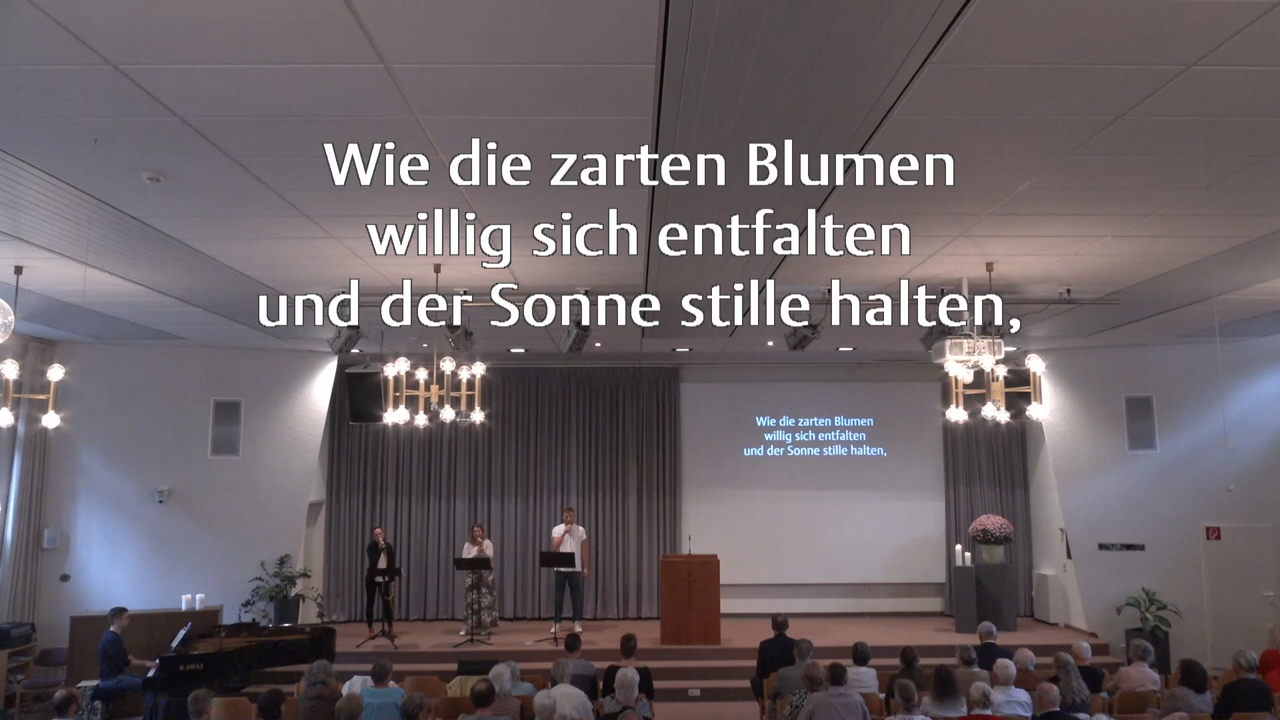 Wie die zarten Blumen
willig sich entfalten
und der Sonne stille halten,
Wie die zarten Blumen
willig sich entfalten
und der Sonne stille halten,
KAWAI